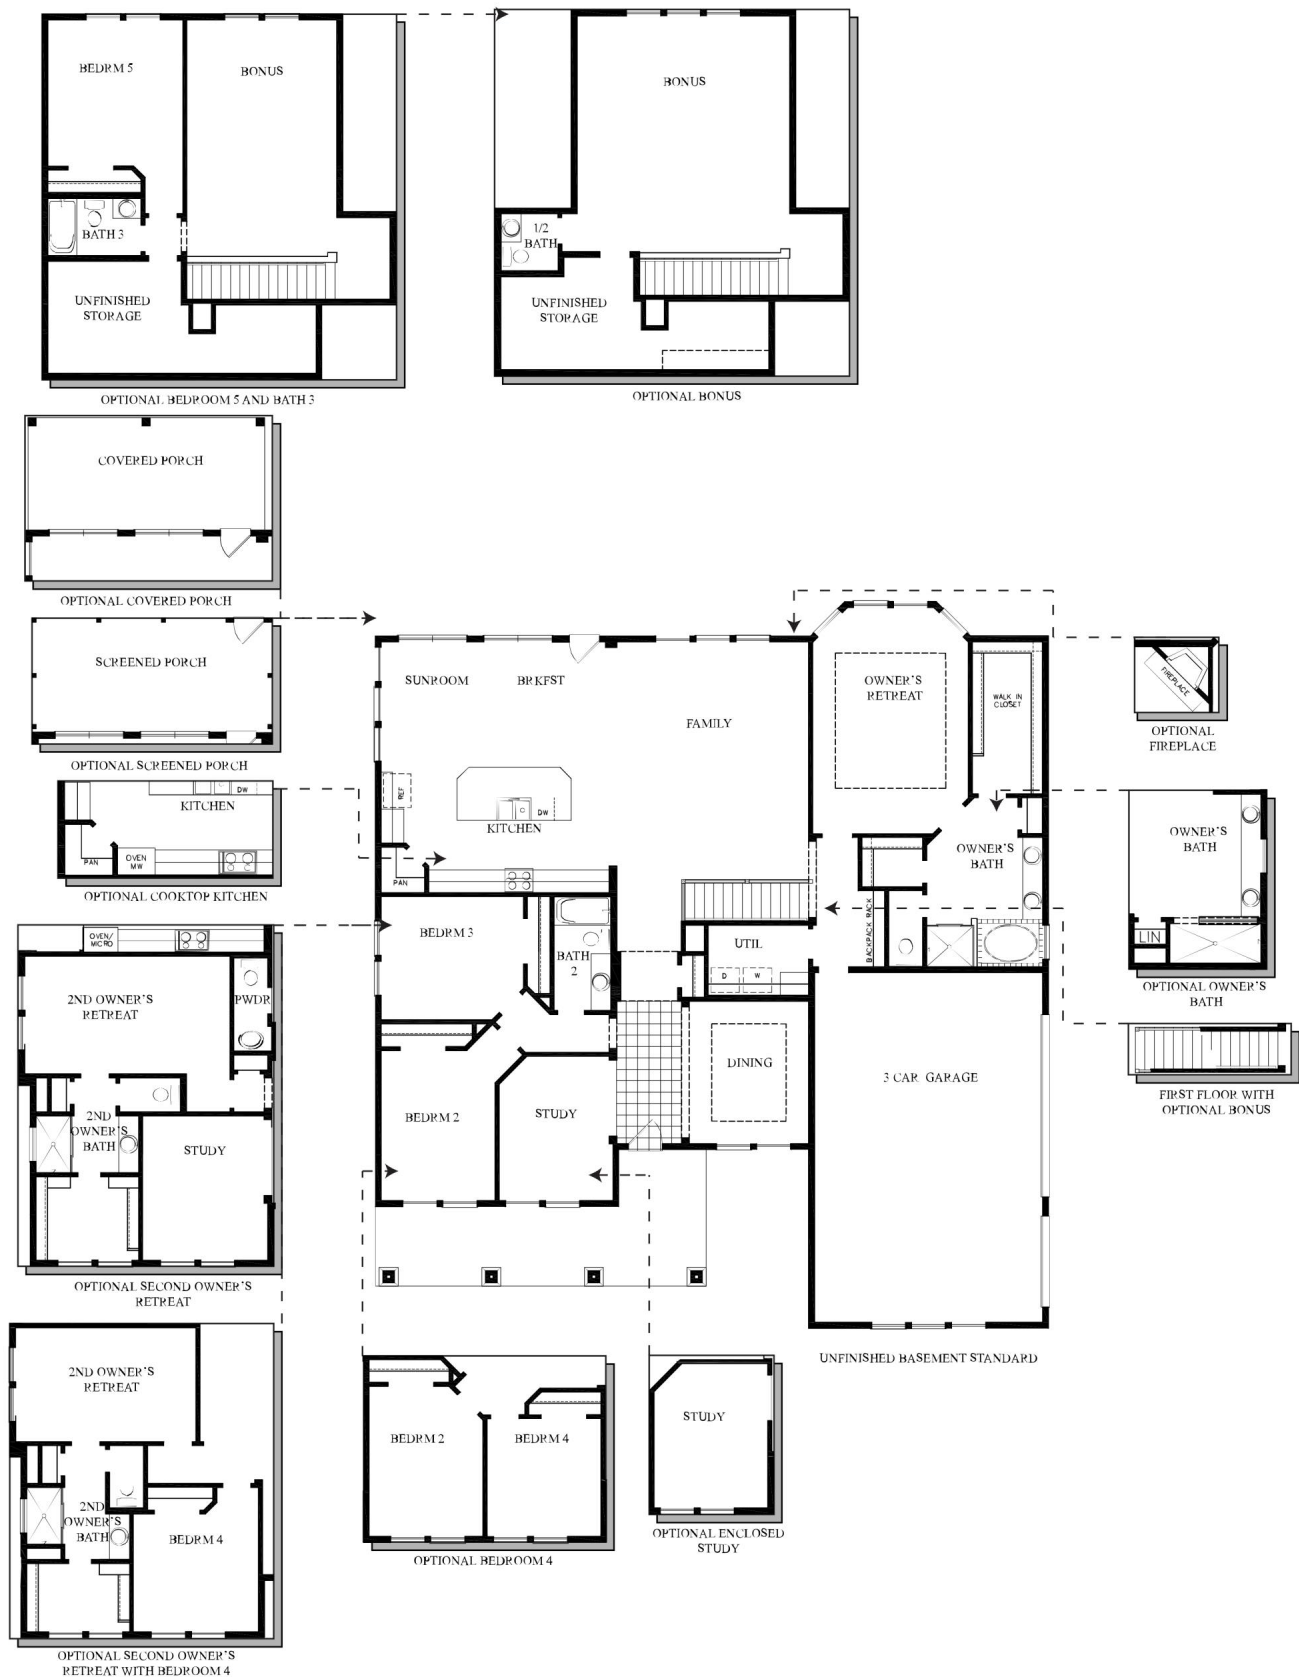 BEDRM 5
BONUS
BATH 3
UNFINISHED
STORAGE
OPTIONAL BEDROOM 5 AND BATH 3
BONUS
1/2
BATH
UNFINISHED
STORAGE
OPTIONAL BONUS
COVERED PORCH
OPTIONAL COVERED PORCH
SCREENED PORCH
OPTIONAL SCREENED PORCH
KITCHEN
DW
PAN
OVEN
MW
OPTIONAL COOKTOP KITCHEN
OVEN/
MICRO
2ND OWNER'S
RETREAT
PWDR
2ND
OWNER'S
BATH
STUDY
OPTIONAL SECOND OWNER'S
RETREAT
2ND OWNER'S
RETREAT
2ND
OWNER'S
BATH
BEDRM 4
OPTIONAL SECOND OWNER'S
RETREAT WITH BEDROOM 4
SUNROOM
BRKFST
FAMILY
REF
DW
KITCHEN
PAN
OWNER'S
RETREAT
WALK IN
CLOSET
OWNER'S
BATH
BACKPACK RACK
BEDRM 3
BATH
2
UTIL
D
W
DINING
BEDRM 2
STUDY
3 CAR GARAGE
UNFINISHED BASEMENT STANDARD
BEDRM 2
BEDRM 4
OPTIONAL BEDROOM 4
STUDY
OPTIONAL ENCLOSED
STUDY
FIREPLACE
OPTIONAL
FIREPLACE
OWNER'S
BATH
LIN
OPTIONAL OWNER'S
BATH
FIRST FLOOR WITH
OPTIONAL BONUS